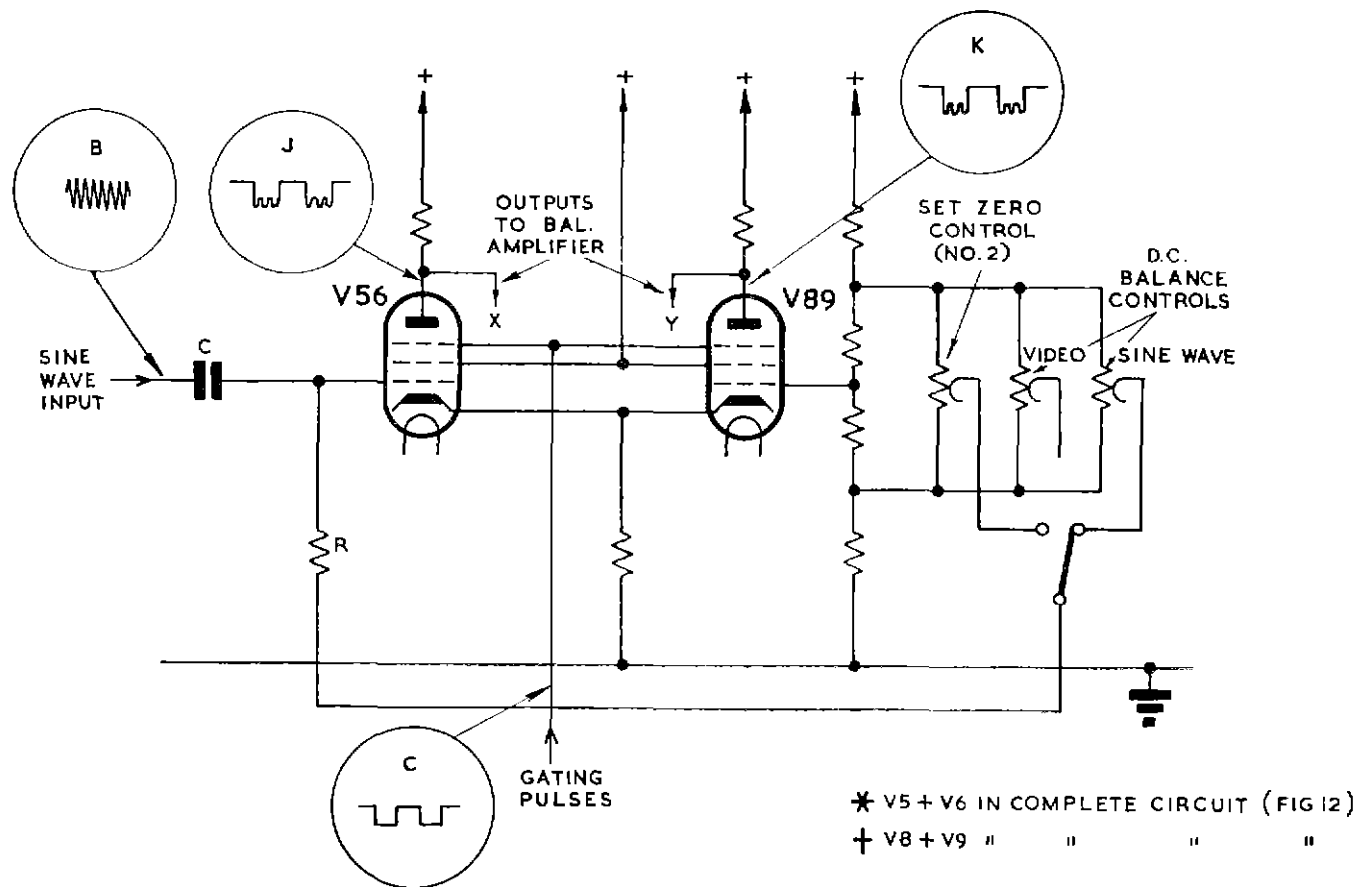 K
+ + + +
B
J
OUTPUTS
TO BAL.
AMPLIFIER
SET ZERO
CONTROL
(NO. 2)
D.C.
BALANCE
CONTROLS
V56
X
Y
V89
SINE
WAVE
INPUT
C
VIDEO
SINE WAVE
R
C
GATING
PULSES
* V5 + V6 IN COMPLETE CIRCUIT (FIG 12)
+ V8 + V9 " " " "